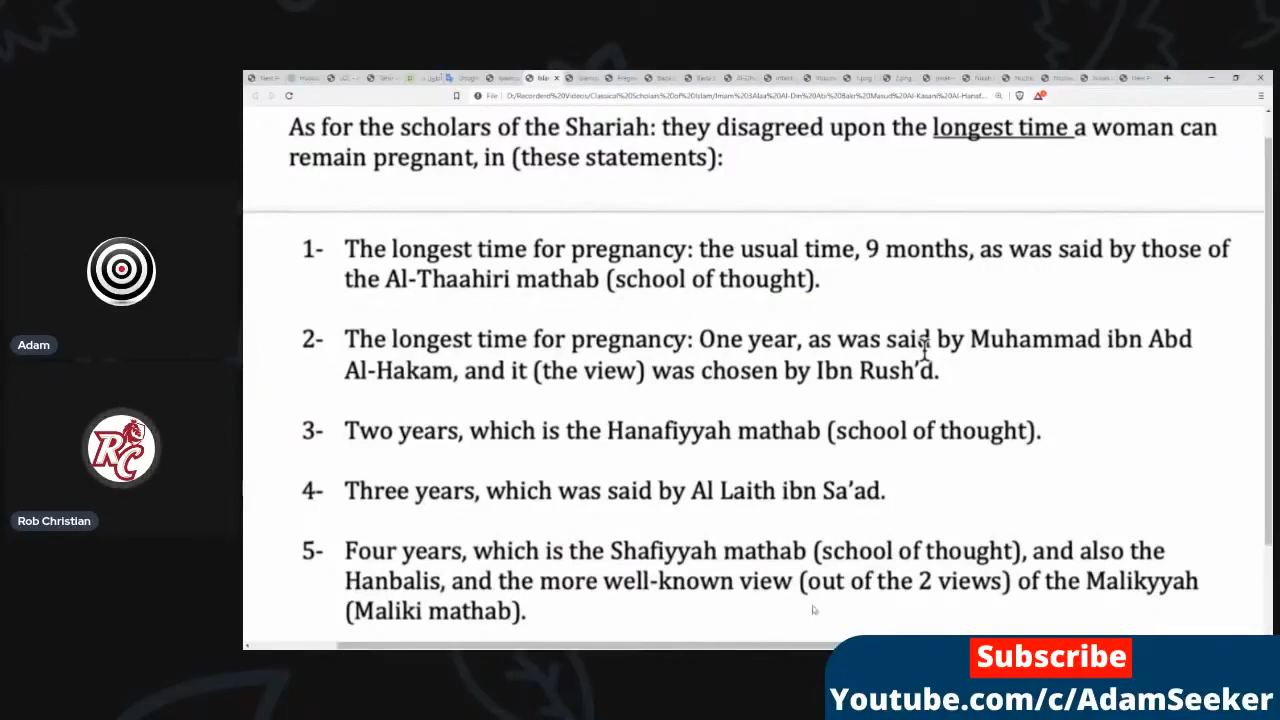 As for the scholars of the Shariah: they disagreed upon the longest time a woman can
remain pregnant, in (these statements):
1- The longest time for pregnancy: the usual time, 9 months, as was said by those of
the Al-Thaahiri mathab (school of thought).
2- The longest time for pregnancy: One year, as was said by Muhammad ibn Abd
Al-Hakam, and it (the view) was chosen by Ibn Rush’d.
3- Two years, which is the Hanafiyyah mathab (school of thought).
4- Three years, which was said by Al Laith ibn Sa’ad.
5- Four years, which is the Shafiyyah mathab (school of thought), and also the
Hanbalis, and the more well-known view (out of the 2 views) of the Malikyyah
(Maliki mathab).
Adam
RC
Rob Christian
Subscribe
Youtube.com/c/AdamSeeker